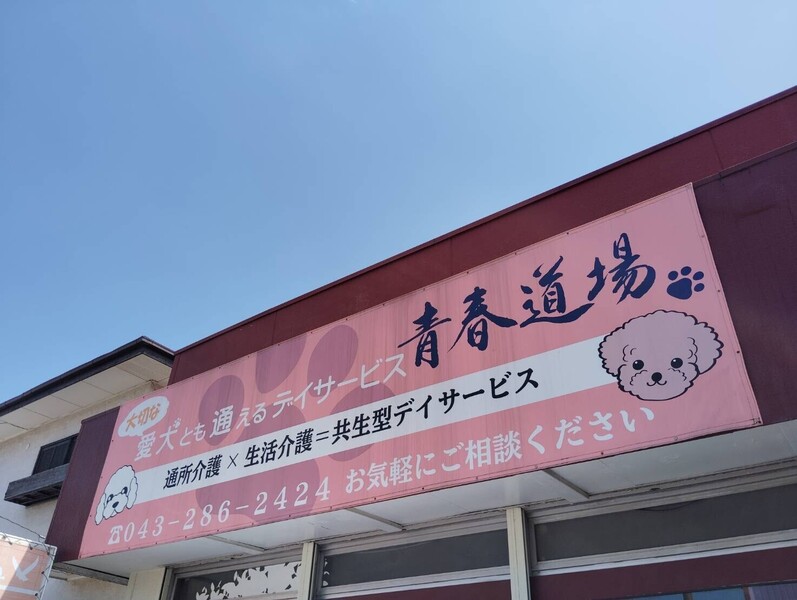 大切な
愛犬とも通えるデイサービス 青春道場
通所介護×生活介護=共生型デイサービス
☎043-286-2424 お気軽にご相談ください